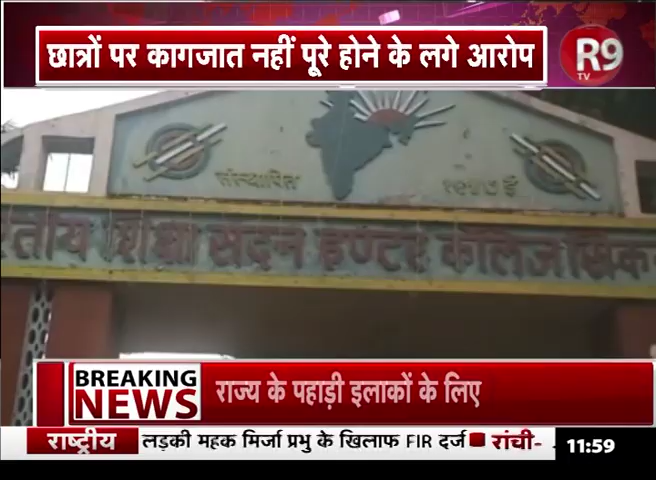 छात्रों पर कागजात नहीं पूरे होने के लगे आरोप
R9
TV
संस्थापित
रतीय शिक्षा सदन इण्टर कॉलेज
BREAKING
NEWS
राज्य के पहाड़ी इलाकों के लिए
राष्ट्रीय
लड़की महक मिर्जा प्रभु के खिलाफ FIR दर्ज
रांची-
11:59